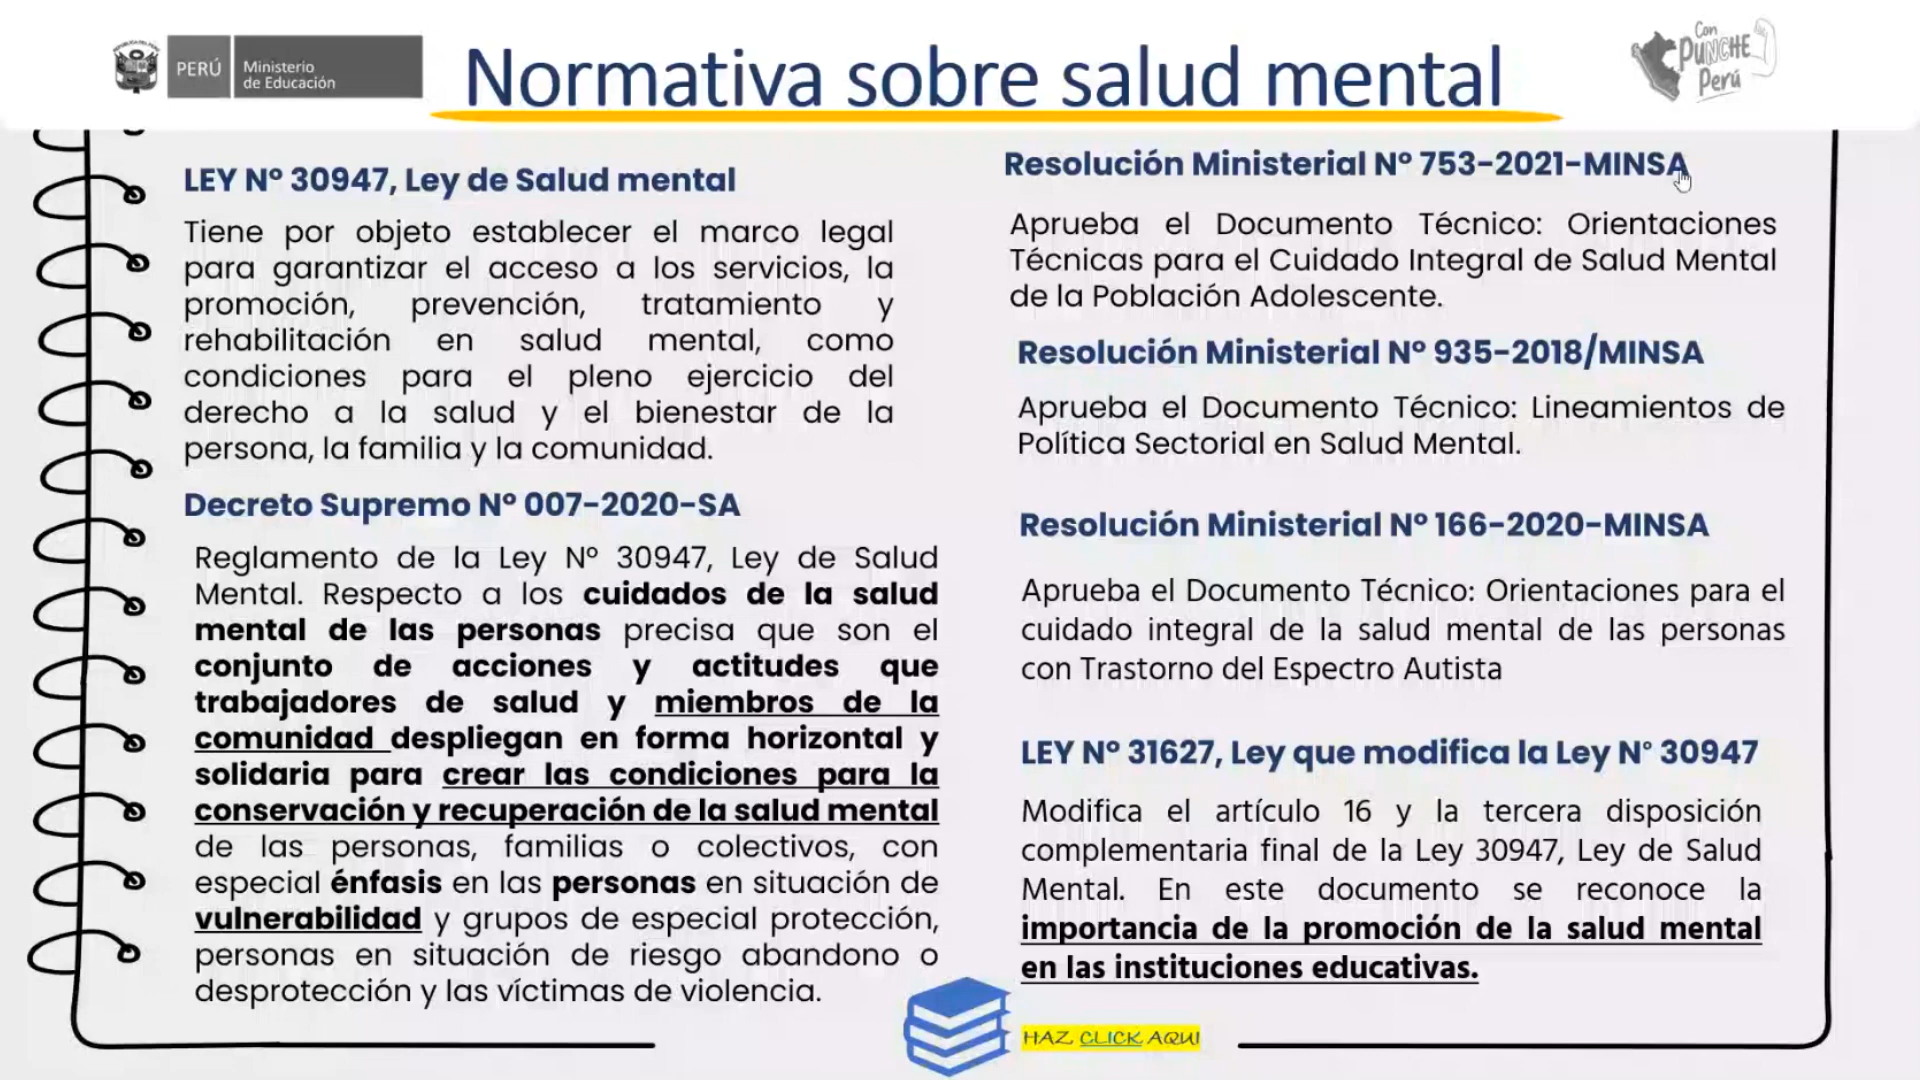 PERÚ
Ministerio
de Educación
Normativa sobre salud mental
Con
PUNCHE
Perú
LEY Nº 30947, Ley de Salud mental
Tiene por objeto establecer el marco legal
para garantizar el acceso a los servicios, la
promoción, prevención, tratamiento y
rehabilitación en salud mental, como
condiciones para el pleno ejercicio del
derecho a la salud y el bienestar de la
persona, la familia y la comunidad.
Decreto Supremo Nº 007-2020-SA
Reglamento de la Ley Nº 30947, Ley de Salud
Mental. Respecto a los cuidados de la salud
mental de las personas precisa que son el
conjunto de acciones y actitudes que
trabajadores de salud y miembros de la
comunidad despliegan en forma horizontal y
solidaria para crear las condiciones para la
conservación y recuperación de la salud mental
de las personas, familias o colectivos, con
especial énfasis en las personas en situación de
vulnerabilidad y grupos de especial protección,
personas en situación de riesgo abandono o
desprotección y las víctimas de violencia.
Resolución Ministerial Nº 753-2021-MINSA
Aprueba el Documento Técnico: Orientaciones
Técnicas para el Cuidado Integral de Salud Mental
de la Población Adolescente.
Resolución Ministerial Nº 935-2018/MINSA
Aprueba el Documento Técnico: Lineamientos de
Política Sectorial en Salud Mental.
Resolución Ministerial Nº 166-2020-MINSA
Aprueba el Documento Técnico: Orientaciones para el
cuidado integral de la salud mental de las personas
con Trastorno del Espectro Autista
LEY Nº 31627, Ley que modifica la Ley N° 30947
Modifica el artículo 16 y la tercera disposición
complementaria final de la Ley 30947, Ley de Salud
Mental. En este documento se reconoce la
importancia de la promoción de la salud mental
en las instituciones educativas.
HAZ CLICK AQUI